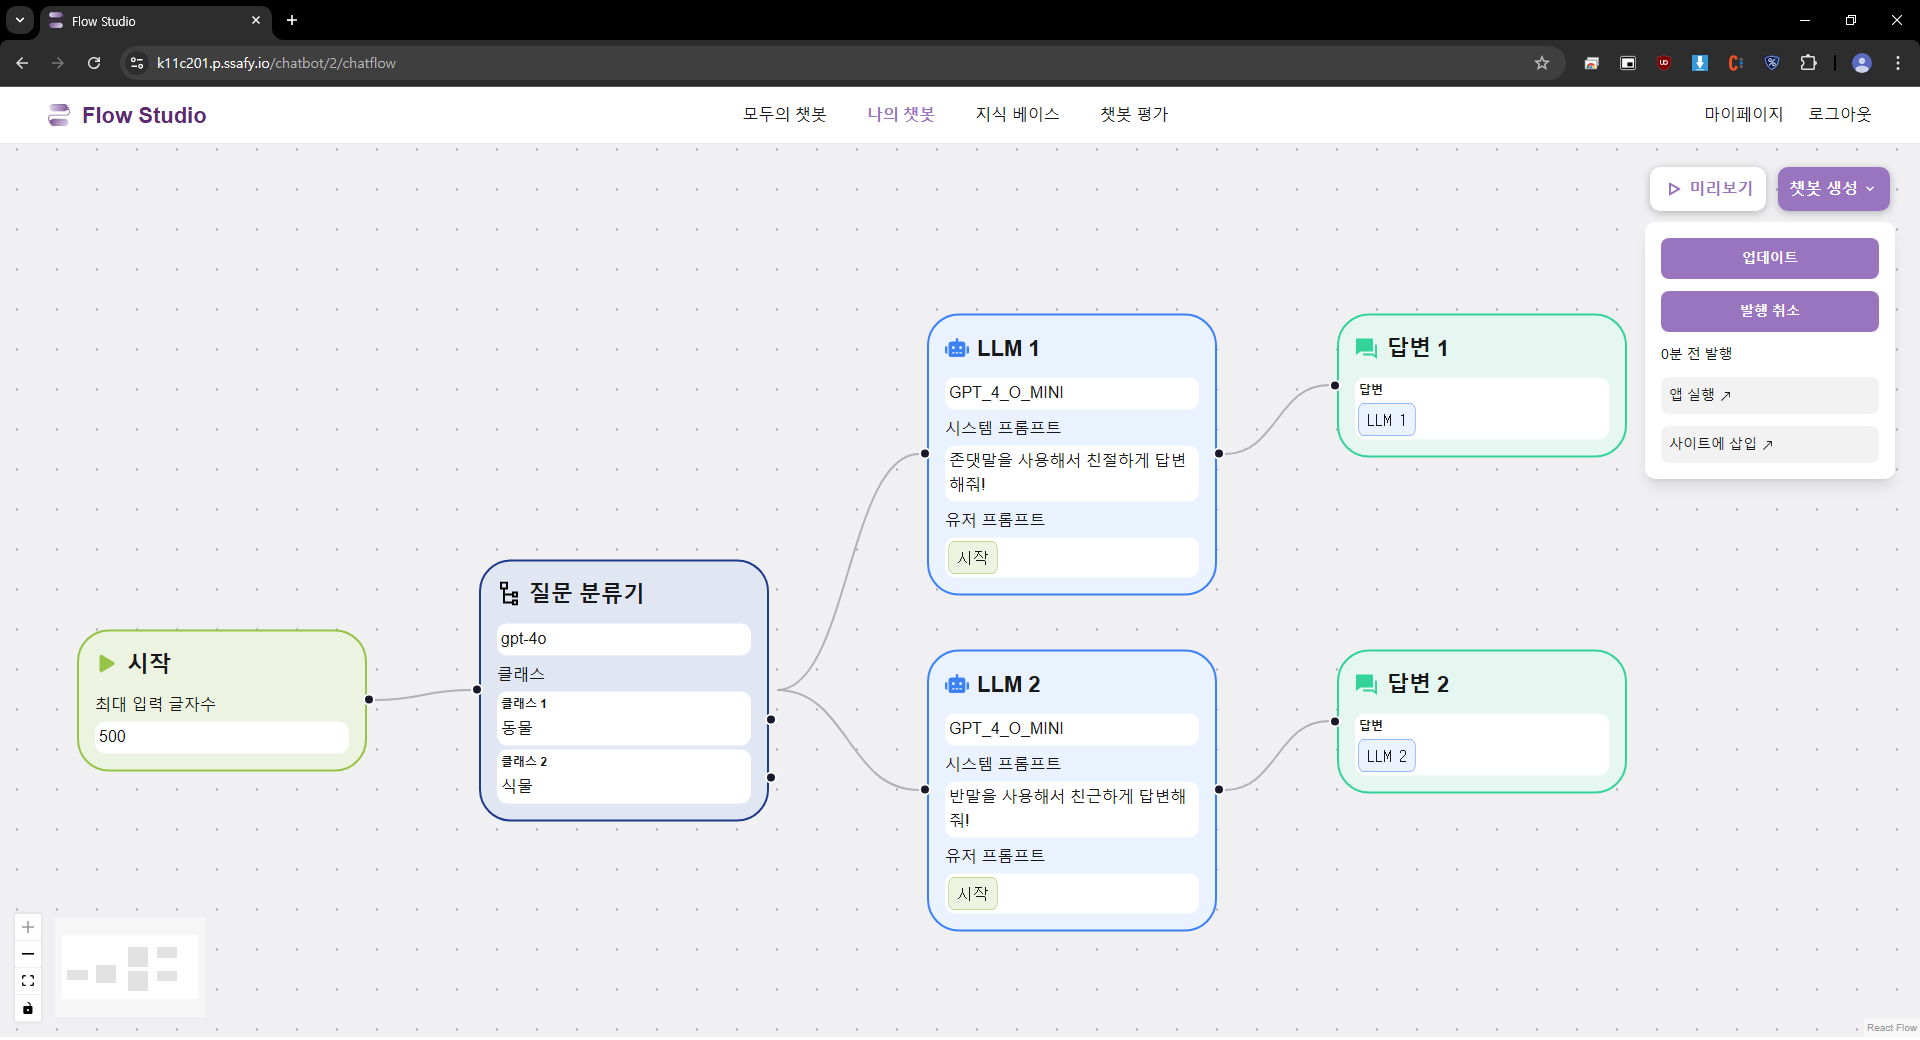 Flow Studio
k11c201.p.ssafy.io/chatbot/2/chatflow
Flow Studio
모두의 챗봇
나의 챗봇
지식 베이스
챗봇 평가
마이페이지
로그아웃
미리보기
챗봇 생성
업데이트
발행 취소
0분 전 발행
앱 실행 ↗
사이트에 삽입 ↗
시작
최대 입력 글자수
500
질문 분류기
gpt-4o
클래스
클래스 1
동물
클래스 2
식물
LLM 1
GPT_4_O_MINI
시스템 프롬프트
존댓말을 사용해서 친절하게 답변
해줘!
유저 프롬프트
시작
답변 1
답변
LLM 1
LLM 2
GPT_4_O_MINI
시스템 프롬프트
반말을 사용해서 친근하게 답변해
줘!
유저 프롬프트
시작
답변 2
답변
LLM 2
React Flow